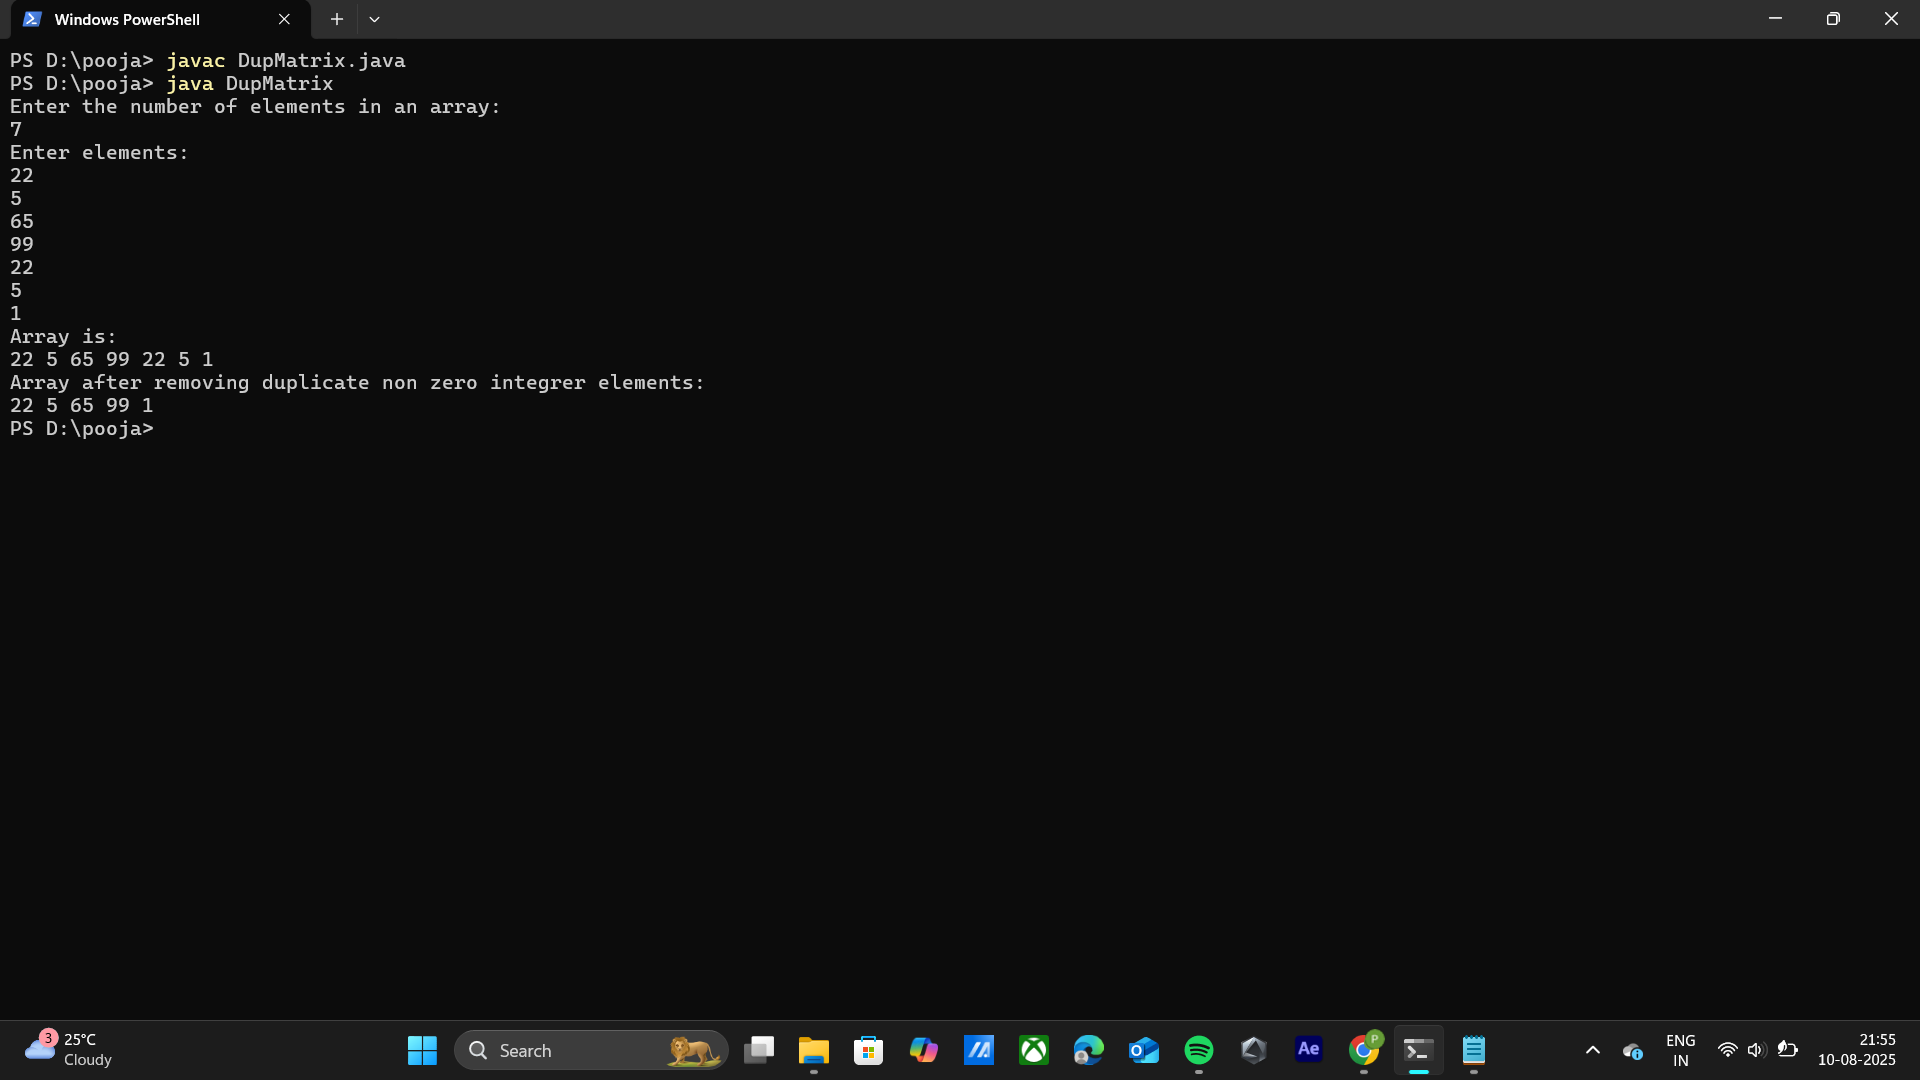 Windows PowerShell
PS D:\pooja> javac DupMatrix.java
PS D:\pooja> java DupMatrix
Enter the number of elements in an array:
7
Enter elements:
22
5
65
99
22
5
1
Array is:
22 5 65 99 22 5 1
Array after removing duplicate non zero integrer elements:
22 5 65 99 1
PS D:\pooja>
3
25°C
Cloudy
Search
Ae
P
ENG
IN
21:55
10-08-2025